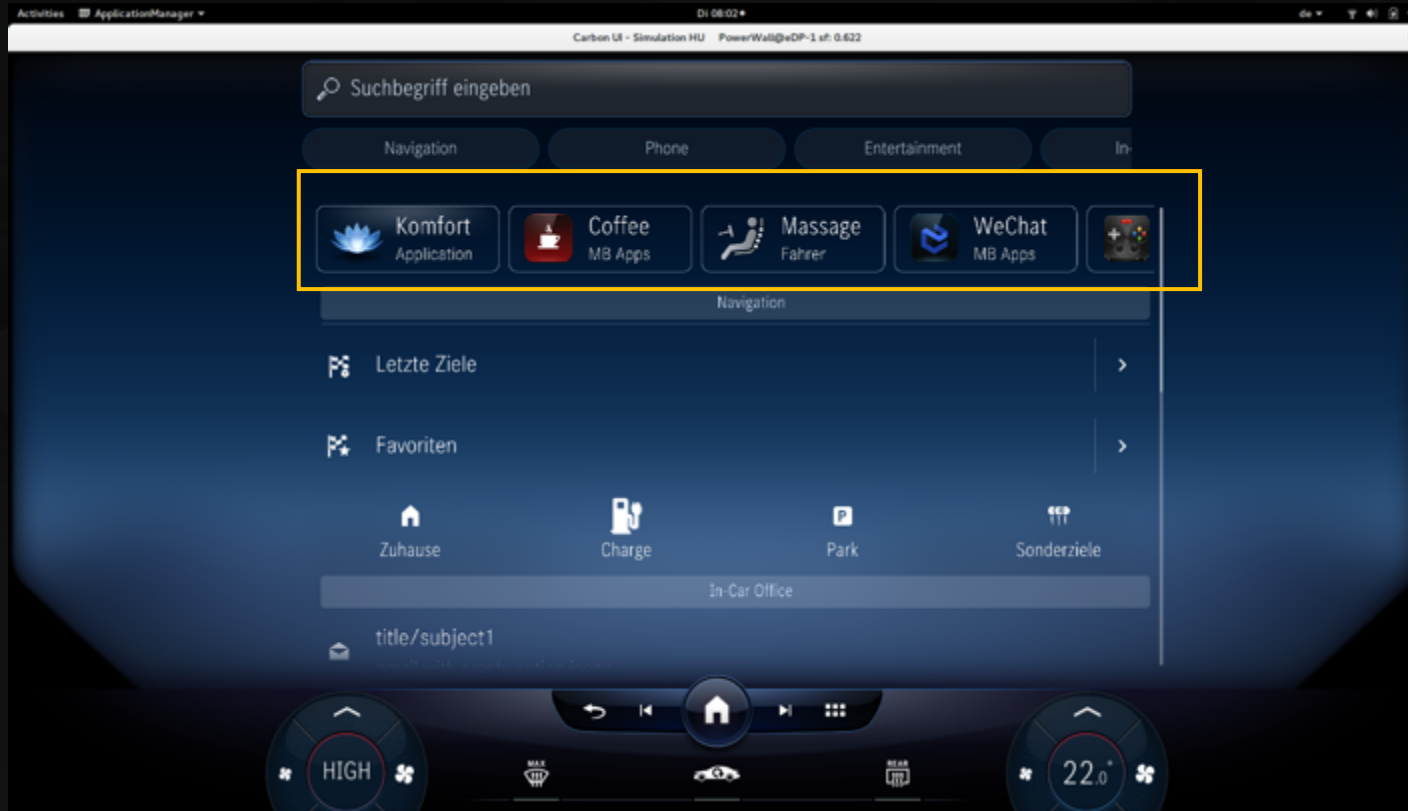 Activities ApplicationManager Di 08:02 de
Carbon UI - Simulation HU PowerWall@eDP-1 sf: 0.622
Suchbegriff eingeben
Navigation Phone Entertainment In-
Komfort Coffee Massage WeChat
Application MB Apps Fahrer MB Apps
Navigation
Letzte Ziele
Favoriten
P
Zuhause Charge Park Sonderziele
In-Car Office
title/subject1
MAX REAR
HIGH 22.0°